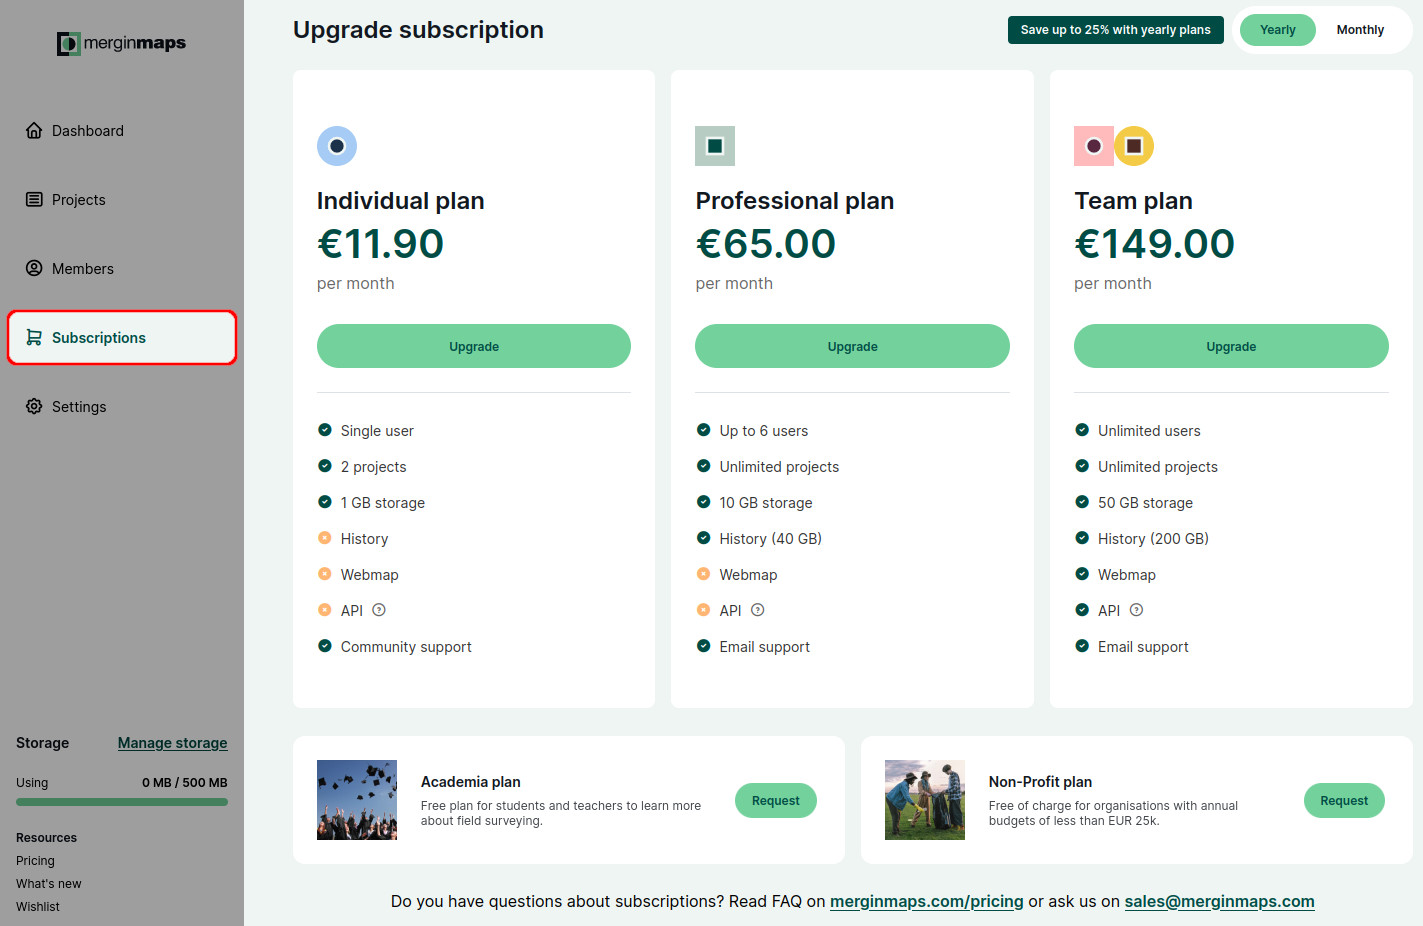 merginmaps
Dashboard
Projects
Members
Subscriptions
Settings
Storage
Manage storage
Using
0 MB / 500 MB
Resources
Pricing
What's new
Wishlist
Upgrade subscription
Save up to 25% with yearly plans
Yearly
Monthly
Individual plan
€11.90
per month
Upgrade
Single user
2 projects
1 GB storage
History
Webmap
API ?
Community support
Professional plan
€65.00
per month
Upgrade
Up to 6 users
Unlimited projects
10 GB storage
History (40 GB)
Webmap
API ?
Email support
Team plan
€149.00
per month
Upgrade
Unlimited users
Unlimited projects
50 GB storage
History (200 GB)
Webmap
API ?
Email support
Academia plan
Free plan for students and teachers to learn more
about field surveying.
Request
Non-Profit plan
Free of charge for organisations with annual
budgets of less than EUR 25k.
Request
Do you have questions about subscriptions? Read FAQ on merginmaps.com/pricing or ask us on sales@merginmaps.com